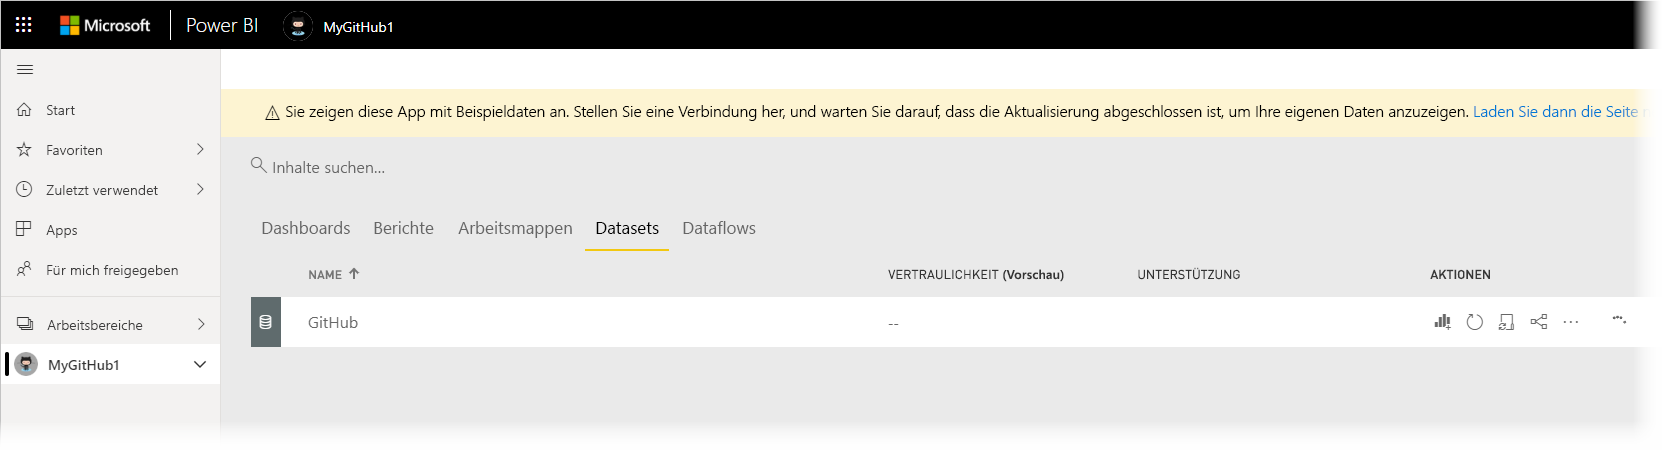 Microsoft Power BI MyGitHub1
Sie zeigen diese App mit Beispieldaten an. Stellen Sie eine Verbindung her, und warten Sie darauf, dass die Aktualisierung abgeschlossen ist, um Ihre eigenen Daten anzuzeigen. Laden Sie dann die Seite
Start
Favoriten
Zuletzt verwendet
Apps
Für mich freigegeben
Arbeitsbereiche
MyGitHub1
Inhalte suchen...
Dashboards Berichte Arbeitsmappen Datasets Dataflows
NAME VERTRAULICHKEIT (Vorschau) UNTERSTÜTZUNG AKTIONEN
GitHub --